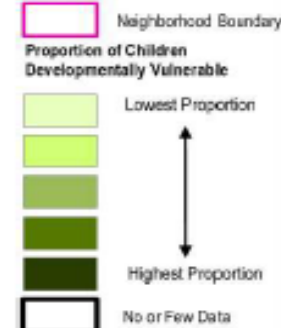 Neighborhood Boundary
Proportion of Children
Developmentally Vulnerable
Lowest Proportion
Highest Proportion
No or Few Data